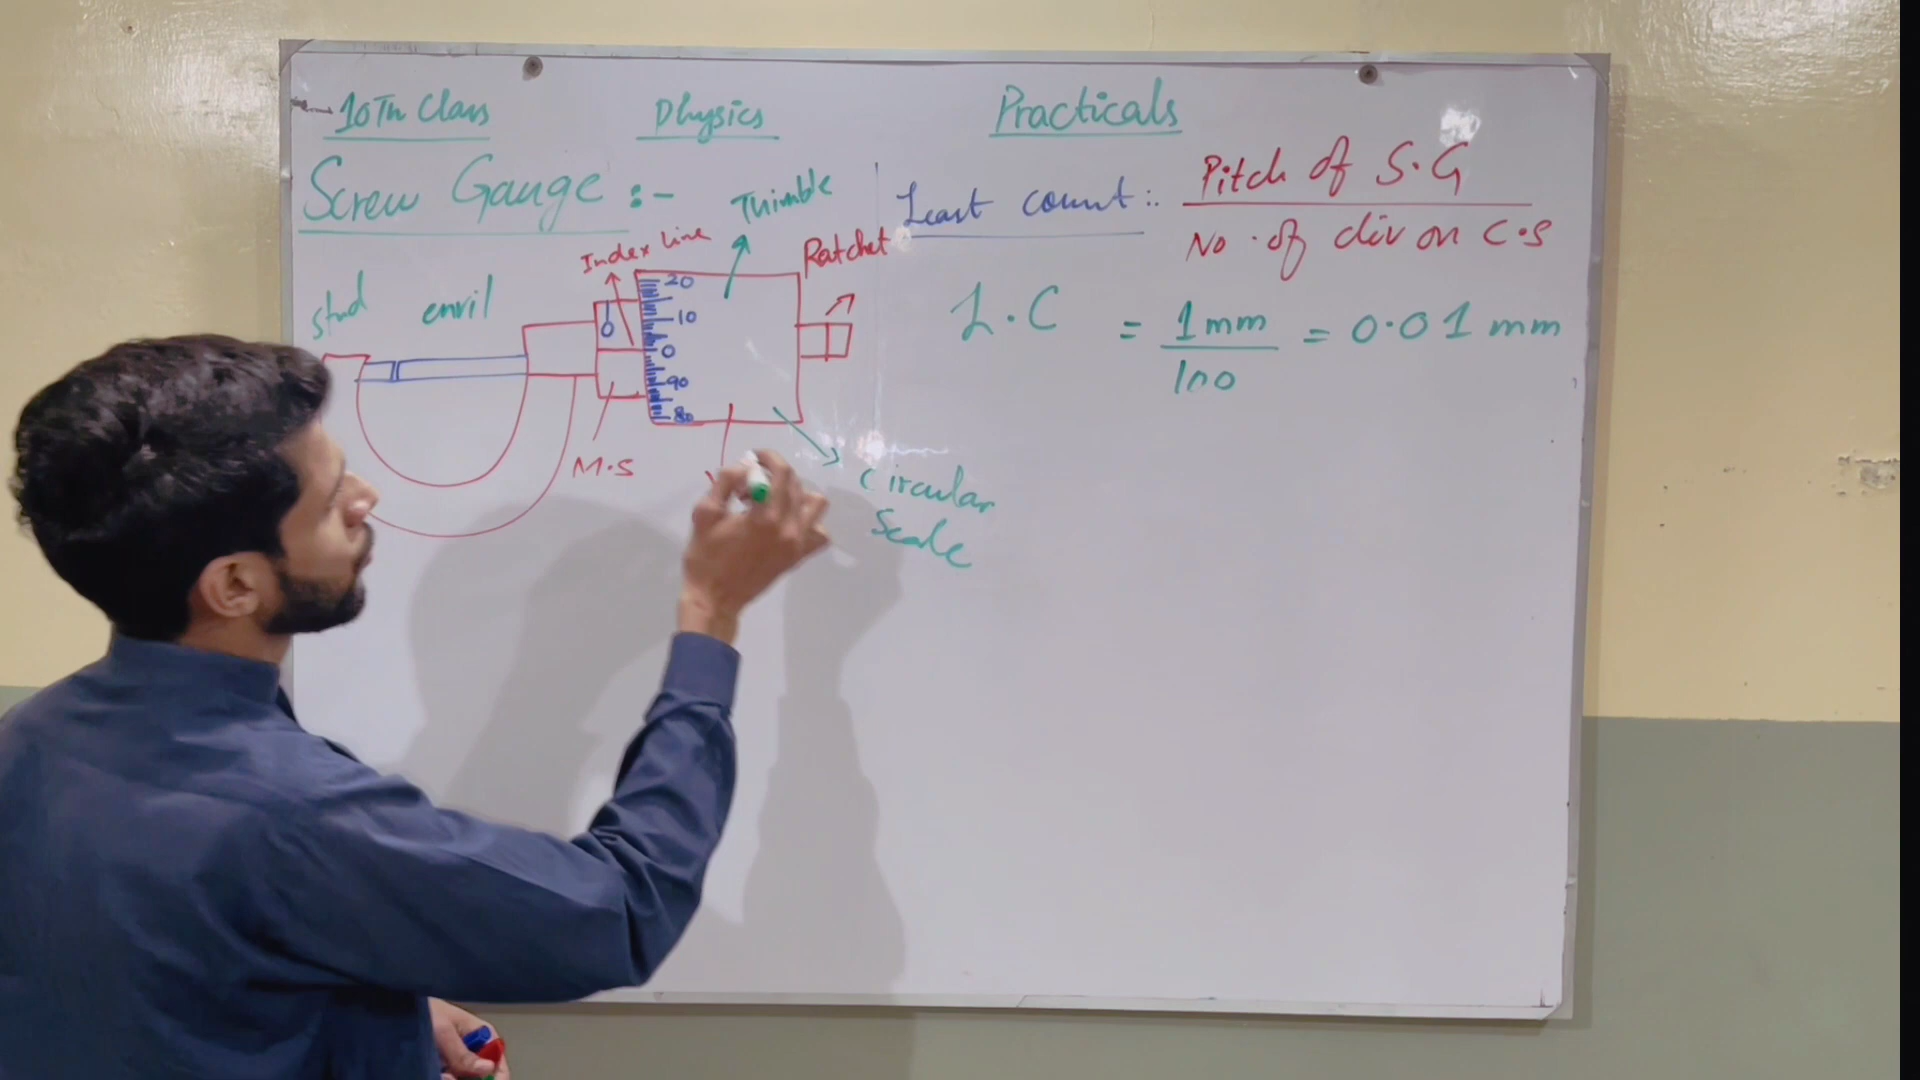 10Th Class Physics Practicals
Screw Gauge :-
Thimble
Index line
Ratchet
stud envil
20
10
0
0
90
80
M.S
Circular
Scale
Least count :.
Pitch of S.G
No. of div on C.S
L.C = 1mm = 0.01 mm
100